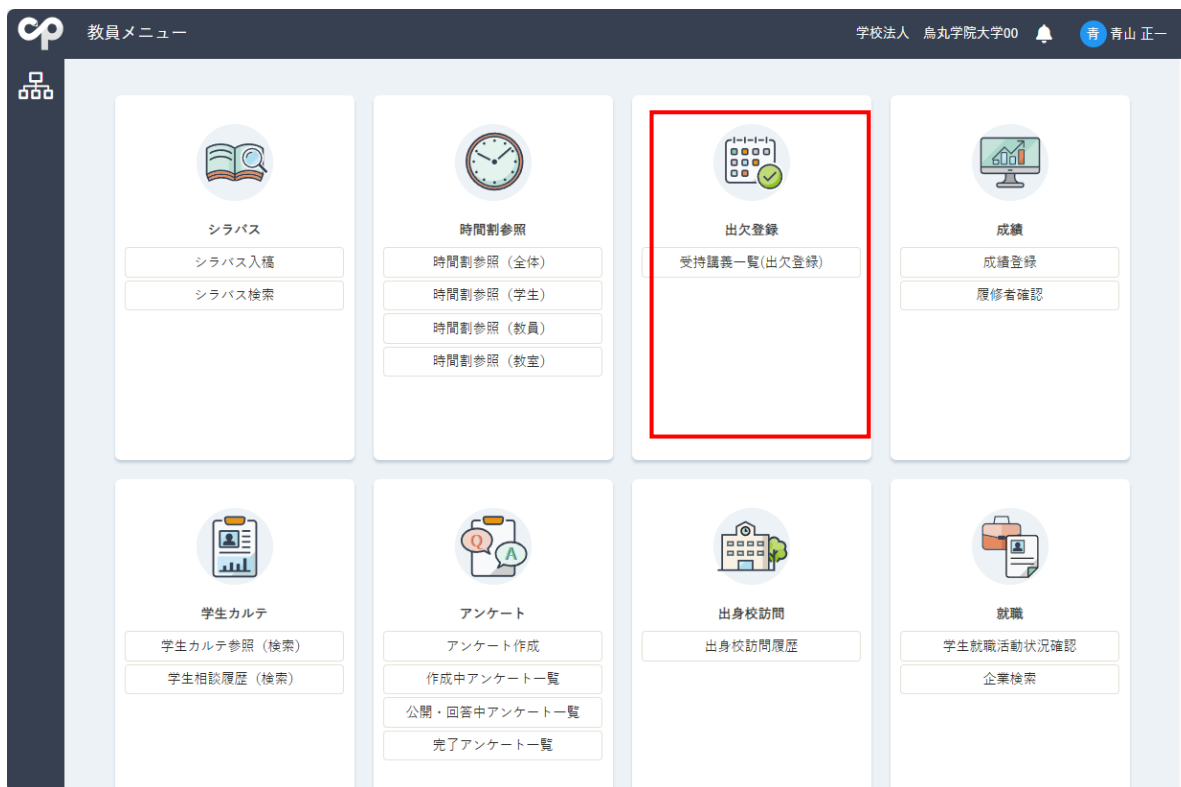 教員メニュー
学校法人 烏丸学院大学00
青 青山 正一
シラバス
シラバス入稿
シラバス検索
時間割参照
時間割参照（全体）
時間割参照（学生）
時間割参照（教員）
時間割参照（教室）
出欠登録
受持講義一覧(出欠登録)
成績
成績登録
履修者確認
学生カルテ
学生カルテ参照（検索）
学生相談履歴（検索）
アンケート
Q
A
アンケート作成
作成中アンケート一覧
公開・回答中アンケート一覧
完了アンケート一覧
出身校訪問
出身校訪問履歴
就職
学生就職活動状況確認
企業検索